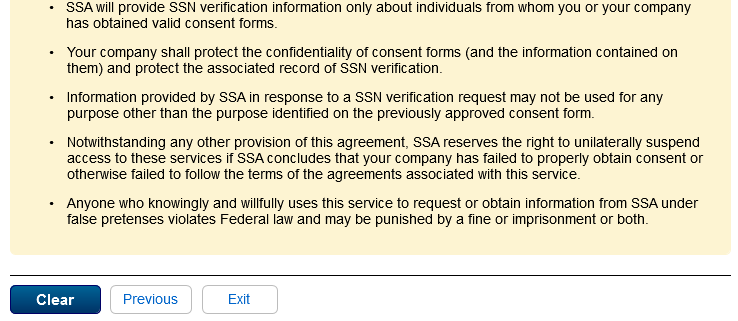 • SSA will provide SSN verification information only about individuals from whom you or your company
has obtained valid consent forms.
• Your company shall protect the confidentiality of consent forms (and the information contained on
them) and protect the associated record of SSN verification.
• Information provided by SSA in response to a SSN verification request may not be used for any
purpose other than the purpose identified on the previously approved consent form.
• Notwithstanding any other provision of this agreement, SSA reserves the right to unilaterally suspend
access to these services if SSA concludes that your company has failed to properly obtain consent or
otherwise failed to follow the terms of the agreements associated with this service.
• Anyone who knowingly and willfully uses this service to request or obtain information from SSA under
false pretenses violates Federal law and may be punished by a fine or imprisonment or both.
Clear Previous Exit